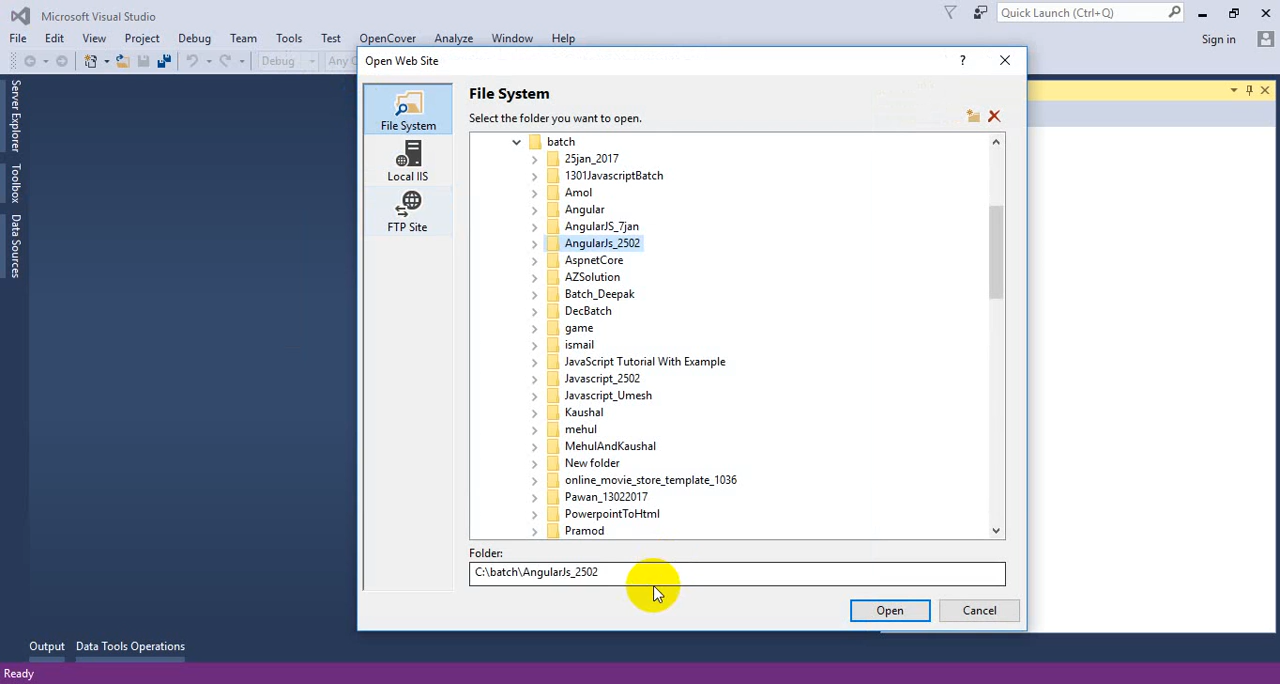 Microsoft Visual Studio
Quick Launch (Ctrl+Q)
File Edit View Project Debug Team Tools Test OpenCover Analyze Window Help
Sign in
Debug
Any C
Server Explorer
Toolbox
Data Sources
Open Web Site
?
File System
Local IIS
FTP Site
File System
Select the folder you want to open.
batch
25jan_2017
1301JavascriptBatch
Amol
Angular
AngularJS_7jan
AngularJs_2502
AspnetCore
AZSolution
Batch_Deepak
DecBatch
game
ismail
JavaScript Tutorial With Example
Javascript_2502
Javascript_Umesh
Kaushal
mehul
MehulAndKaushal
New folder
online_movie_store_template_1036
Pawan_13022017
PowerpointToHtml
Pramod
Folder:
C:\batch\AngularJs_2502
Open Cancel
Output Data Tools Operations
Ready